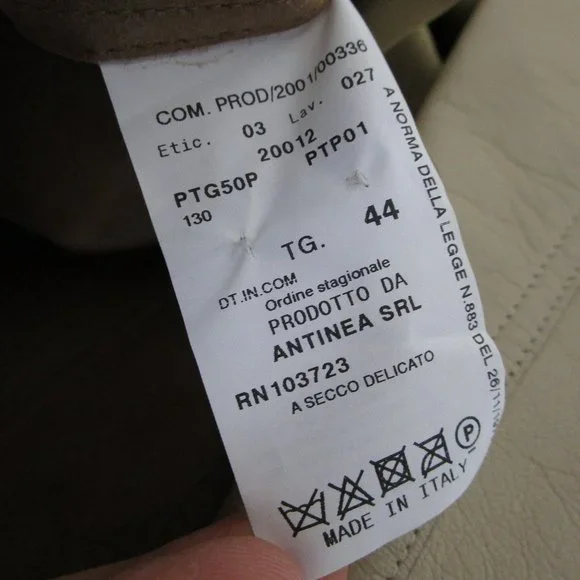 COM. PROD/2001/00336
Etic. 03 Lav. 027
20012
PTG50P PTP01
130
TG. 44
DT.IN.COM
Ordine stagionale
PRODOTTO DA
ANTINEA SRL
RN103723
A SECCO DELICATO
P
MADE IN ITALY
A NORMA DELLA LEGGE N.883 DEL 26/11/